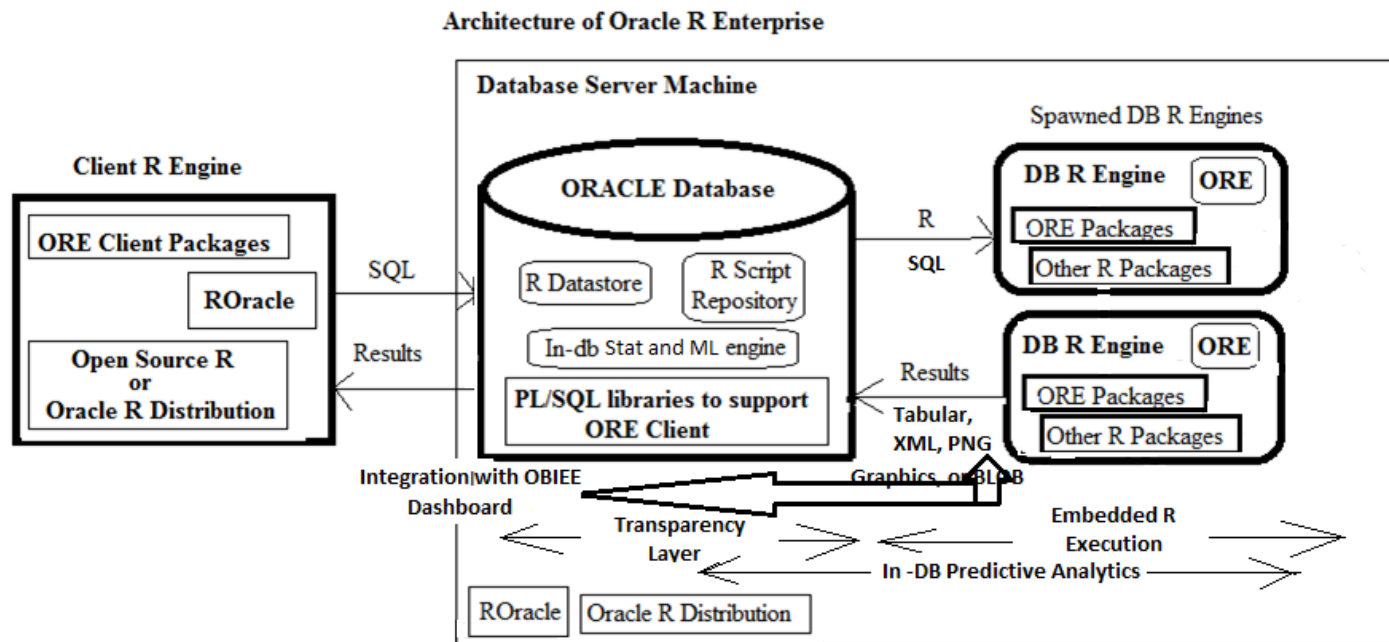 Architecture of Oracle R Enterprise
Database Server Machine
Spawned DB R Engines
Client R Engine
ORE Client Packages
ROracle
Open Source R
or
Oracle R Distribution
SQL
Results
ORACLE Database
R Datastore
R Script
Repository
In-db Stat and ML engine
PL/SQL libraries to support
ORE Client
R
SQL
Results
Tabular,
XML, PNG
Graphics, or BLOB
DB R Engine
ORE
ORE Packages
Other R Packages
DB R Engine
ORE
ORE Packages
Other R Packages
Integration with OBIEE
Dashboard
Transparency
Layer
Embedded R
Execution
In -DB Predictive Analytics
ROracle
Oracle R Distribution